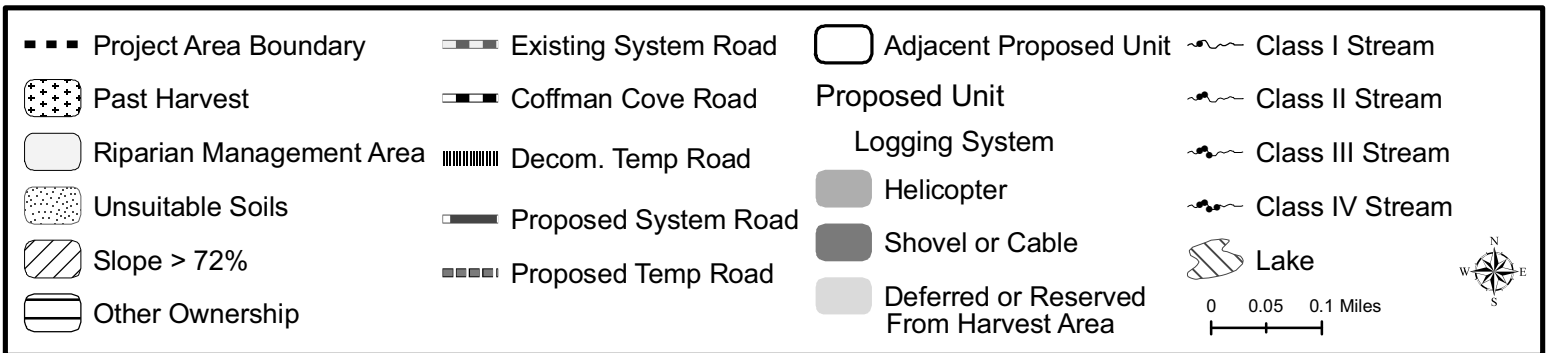 Project Area Boundary
Past Harvest
Riparian Management Area
Unsuitable Soils
Slope > 72%
Other Ownership
Existing System Road
Coffman Cove Road
Decom. Temp Road
Proposed System Road
Proposed Temp Road
Adjacent Proposed Unit
Proposed Unit
Logging System
Helicopter
Shovel or Cable
Deferred or Reserved
From Harvest Area
Class I Stream
Class II Stream
Class III Stream
Class IV Stream
Lake
0 0.05 0.1 Miles
N
W E
S